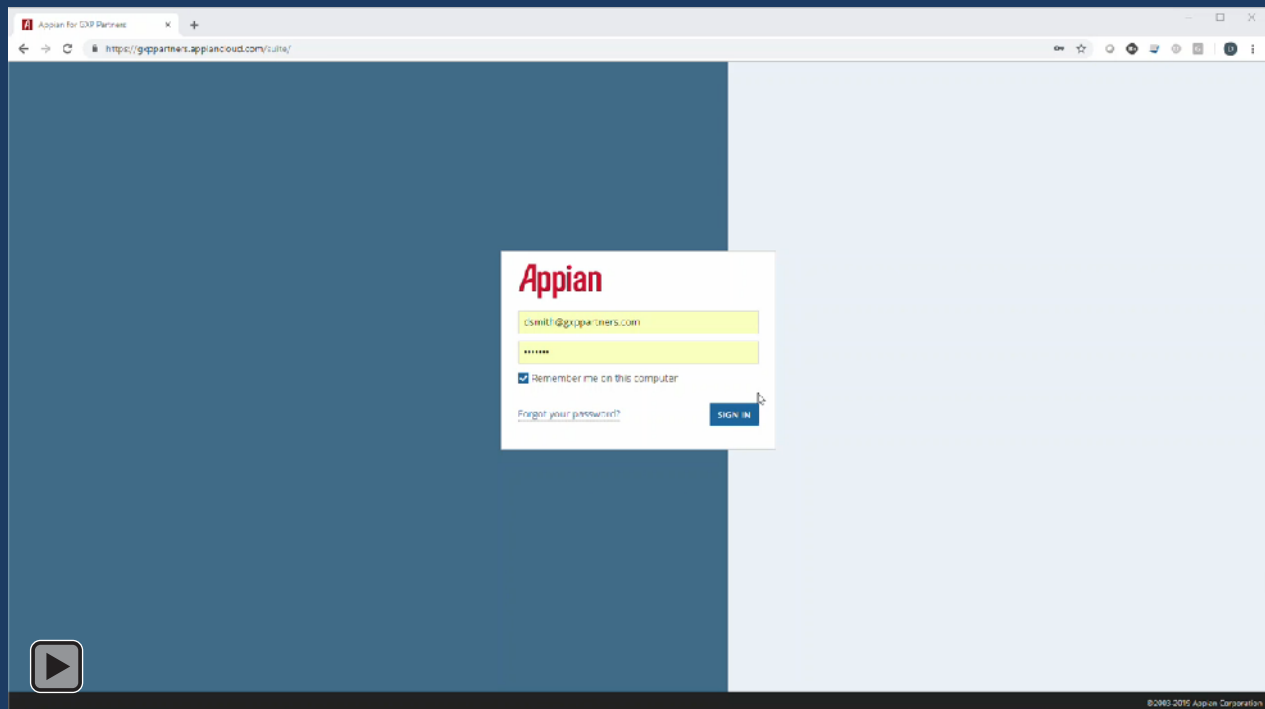 Appian for GXP Partners
https://gxppartners.appiancloud.com/suite/
Appian
dsmith@gxppartners.com
•••••••
Remember me on this computer
Forgot your password?
SIGN IN
©2003-2019 Appian Corporation